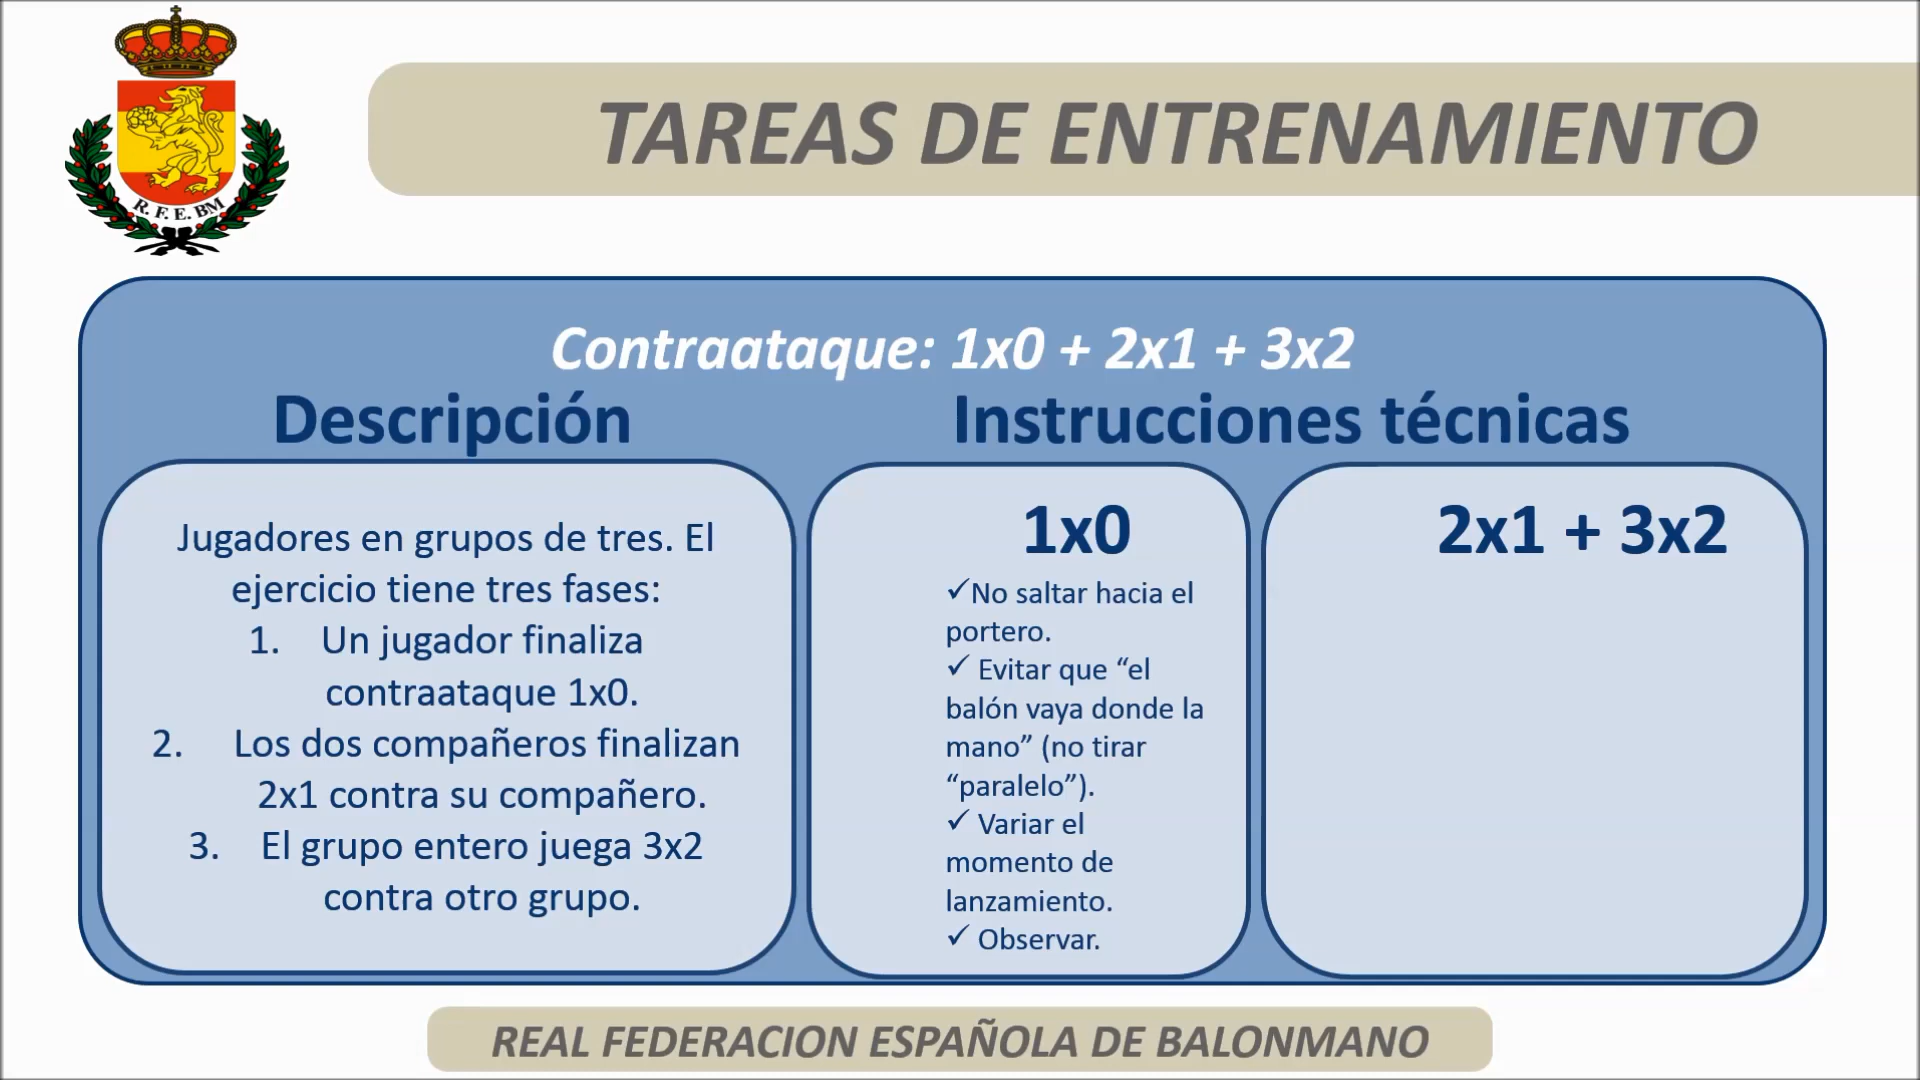 R. F. E. BM
TAREAS DE ENTRENAMIENTO
Contraataque: 1x0 + 2x1 + 3x2
Descripción
Jugadores en grupos de tres. El
ejercicio tiene tres fases:
1. Un jugador finaliza
contraataque 1x0.
2. Los dos compañeros finalizan
2x1 contra su compañero.
3. El grupo entero juega 3x2
contra otro grupo.
Instrucciones técnicas
1x0
✓No saltar hacia el
portero.
✓ Evitar que “el
balón vaya donde la
mano” (no tirar
“paralelo”).
✓ Variar el
momento de
lanzamiento.
✓ Observar.
2x1 + 3x2
REAL FEDERACION ESPAÑOLA DE BALONMANO